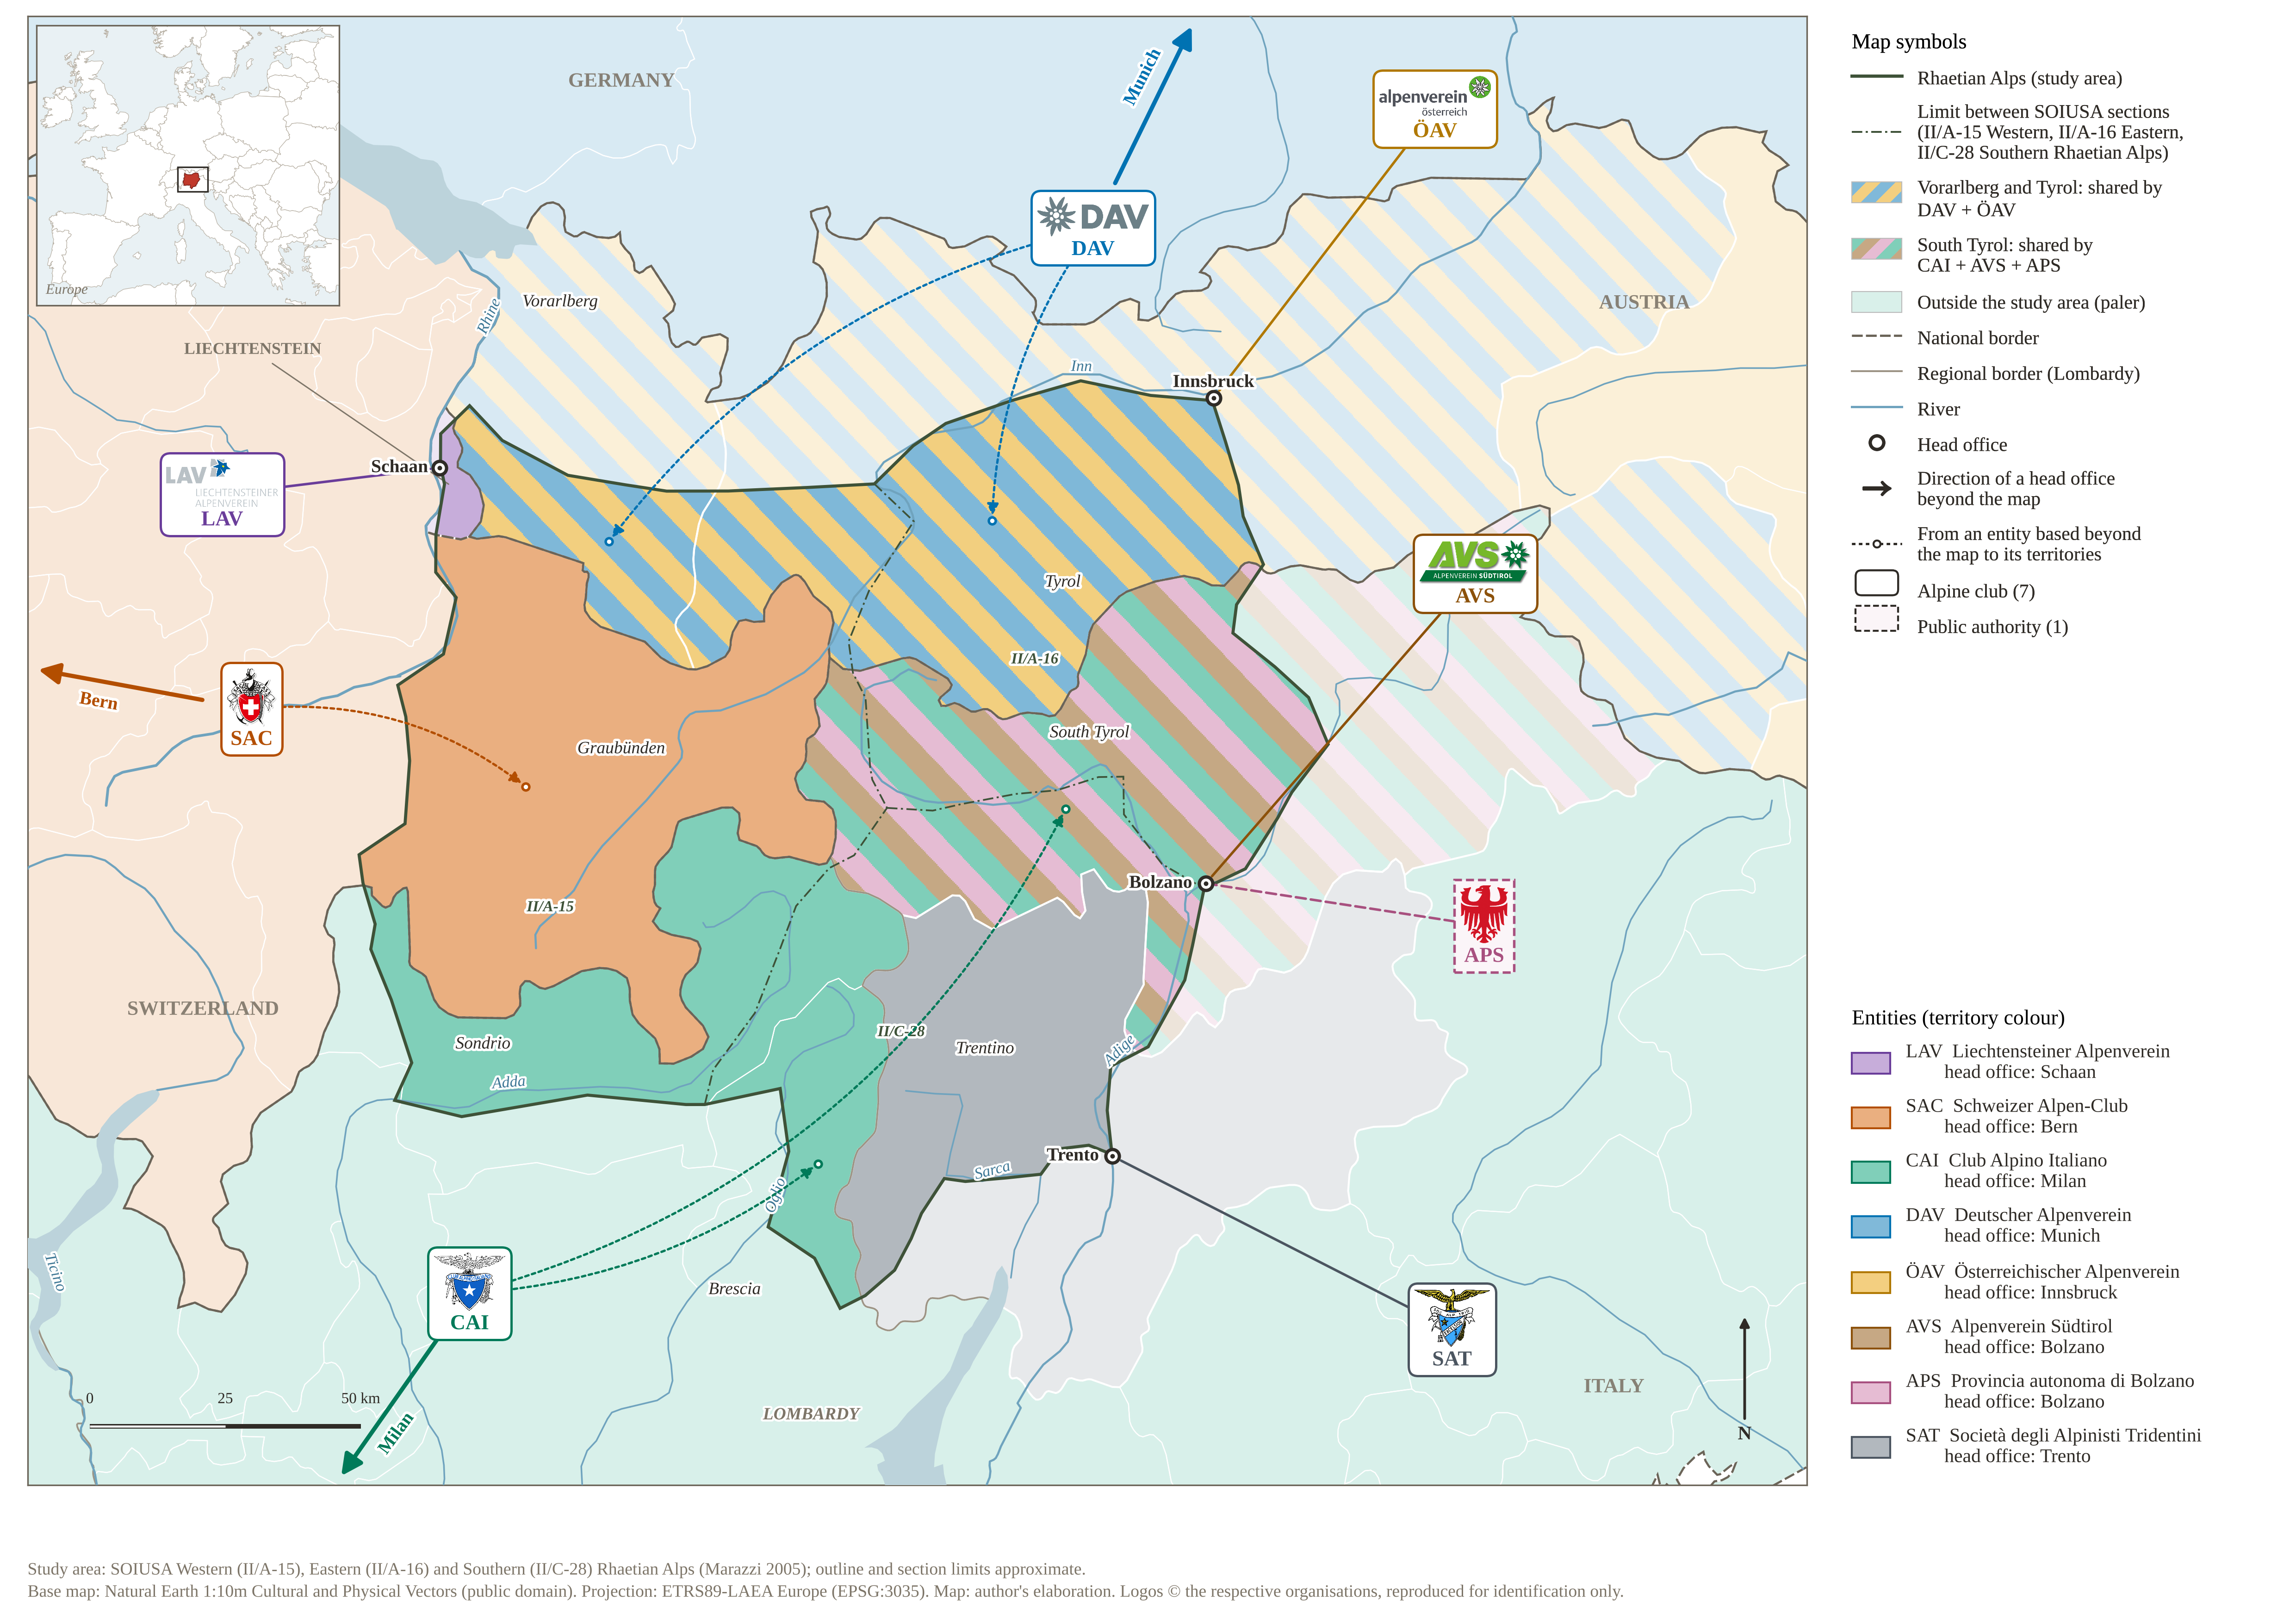 GERMANY
Munich
alpenverein
österreich
ÖAV
DAV
DAV
Europe
Rhine
Vorarlberg
AUSTRIA
LIECHTENSTEIN
Inn
Innsbruck
Schaan
LAV
LIECHTENSTEINER
ALPENVEREIN
LAV
AVS
ALPENVEREIN SÜDTIROL
AVS
Tyrol
II/A-16
Bern
SAC
Graubünden
South Tyrol
Bolzano
APS
II/A-15
SWITZERLAND
Sondrio
II/C-28
Trentino
Adige
Adda
Trento
Sarca
Oglio
Ticino
Brescia
CAI
SAT
ITALY
LOMBARDY
0 25 50 km
Milan
N
Map symbols
Rhaetian Alps (study area)
Limit between SOIUSA sections
(II/A-15 Western, II/A-16 Eastern,
II/C-28 Southern Rhaetian Alps)
Vorarlberg and Tyrol: shared by
DAV + ÖAV
South Tyrol: shared by
CAI + AVS + APS
Outside the study area (paler)
National border
Regional border (Lombardy)
River
Head office
Direction of a head office
beyond the map
From an entity based beyond
the map to its territories
Alpine club (7)
Public authority (1)
Entities (territory colour)
LAV Liechtensteiner Alpenverein
head office: Schaan
SAC Schweizer Alpen-Club
head office: Bern
CAI Club Alpino Italiano
head office: Milan
DAV Deutscher Alpenverein
head office: Munich
ÖAV Österreichischer Alpenverein
head office: Innsbruck
AVS Alpenverein Südtirol
head office: Bolzano
APS Provincia autonoma di Bolzano
head office: Bolzano
SAT Società degli Alpinisti Tridentini
head office: Trento
Study area: SOIUSA Western (II/A-15), Eastern (II/A-16) and Southern (II/C-28) Rhaetian Alps (Marazzi 2005); outline and section limits approximate.
Base map: Natural Earth 1:10m Cultural and Physical Vectors (public domain). Projection: ETRS89-LAEA Europe (EPSG:3035). Map: author's elaboration. Logos © the respective organisations, reproduced for identification only.